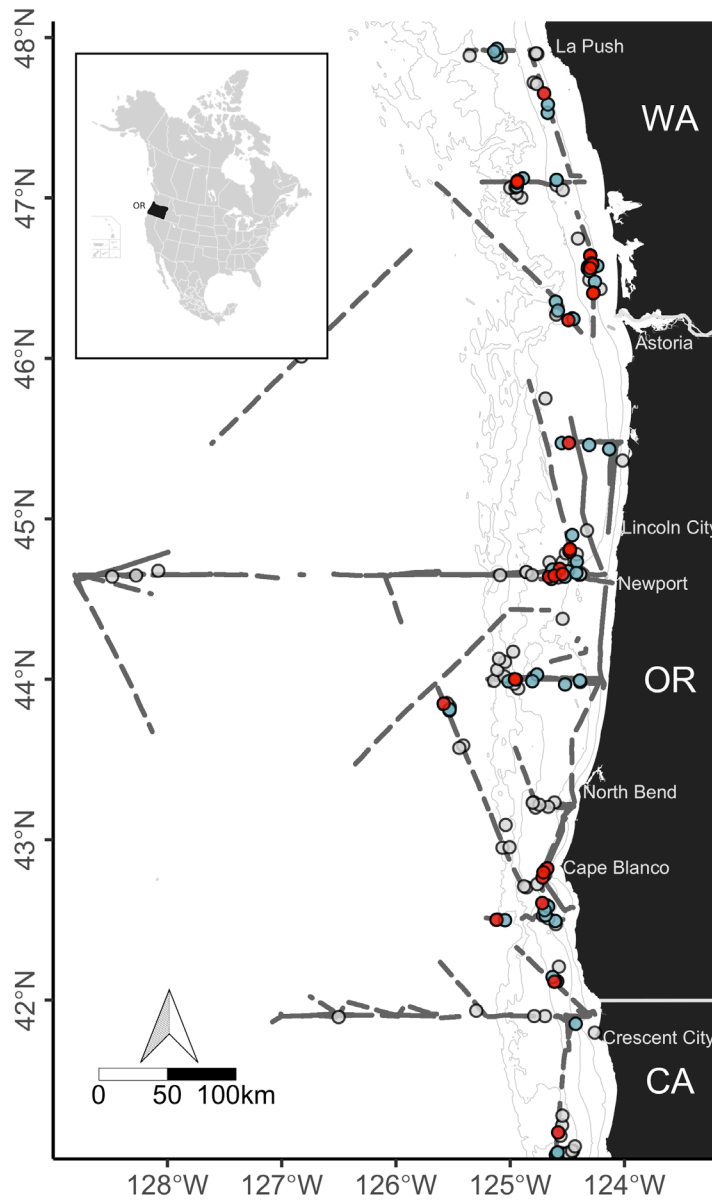 48°N
La Push
WA
OR
47°N
Astoria
46°N
45°N
Lincoln City
Newport
44°N
OR
North Bend
43°N
Cape Blanco
42°N
Crescent City
CA
0 50 100km
128°W 127°W 126°W 125°W 124°W